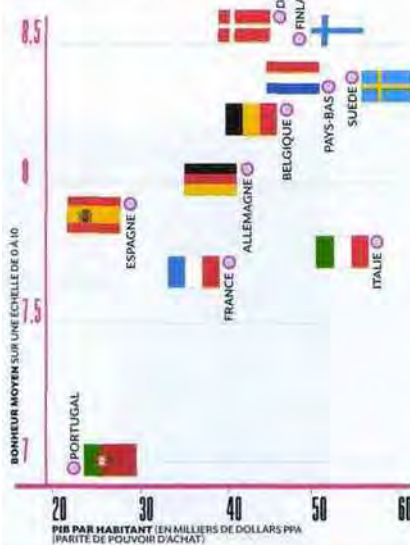 8,5
8
7,5
7
BONHEUR MOYEN SUR UNE ÉCHELLE DE 0 À 10
D
FINLA
SUÈDE
PAYS-BAS
BELGIQUE
ALLEMAGNE
ESPAGNE
ITALIE
FRANCE
PORTUGAL
20 30 40 50 60
PIB PAR HABITANT (EN MILLIERS DE DOLLARS PPA
(PARITÉ DE POUVOIR D'ACHAT)